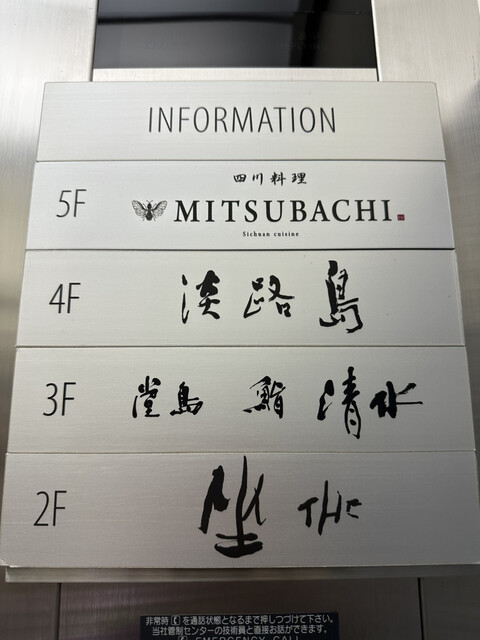 INFORMATION
四川料理
5F MITSUBACHI.
Sichuan cuisine
4F 淡路島
3F 堂島 鮨 清水
2F 坐 THE
非常時を通話状態となるまで押しつづけて下さい。
当社管制センターの技術員と直接お話ができます。
EMERGENCY CALL